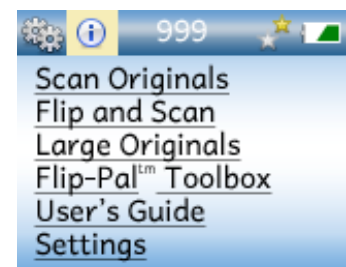 999
Scan Originals
Flip and Scan
Large Originals
Flip-Pal™ Toolbox
User's Guide
Settings